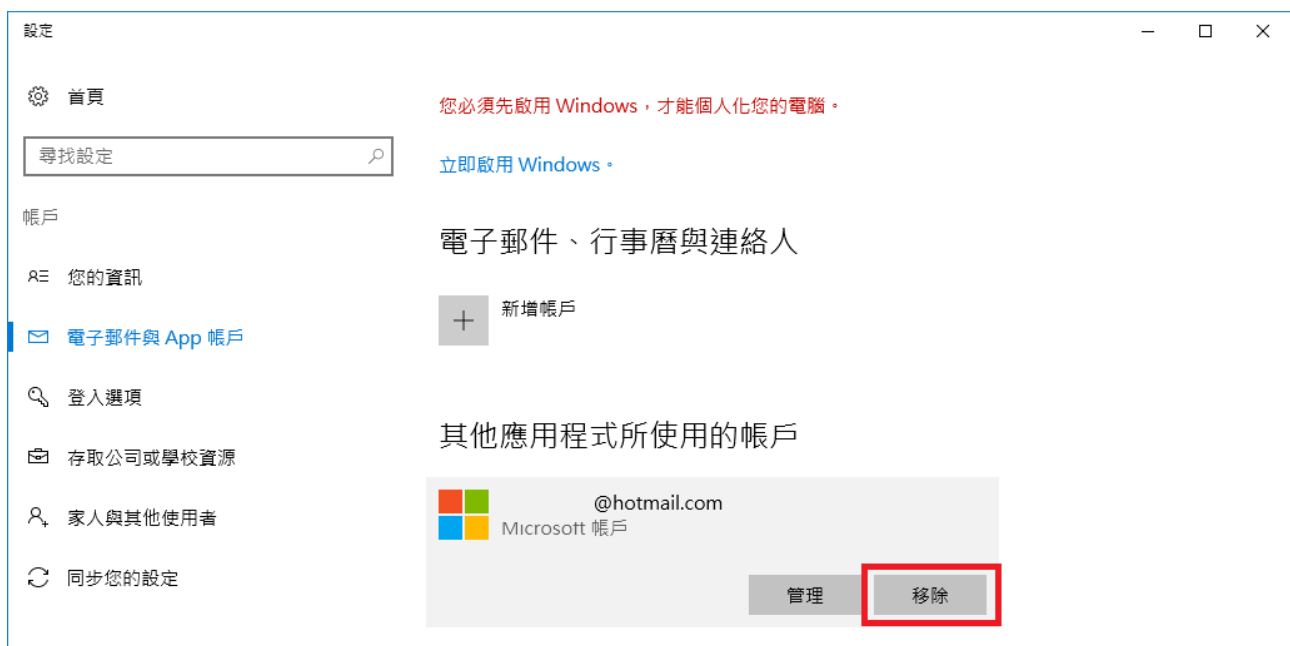 設定
首頁
尋找設定
帳戶
您的資訊
電子郵件與 App 帳戶
登入選項
存取公司或學校資源
家人與其他使用者
同步您的設定
您必須先啟用 Windows，才能個人化您的電腦。
立即啟用 Windows。
電子郵件、行事曆與連絡人
新增帳戶
其他應用程式所使用的帳戶
@hotmail.com
Microsoft 帳戶
管理
移除